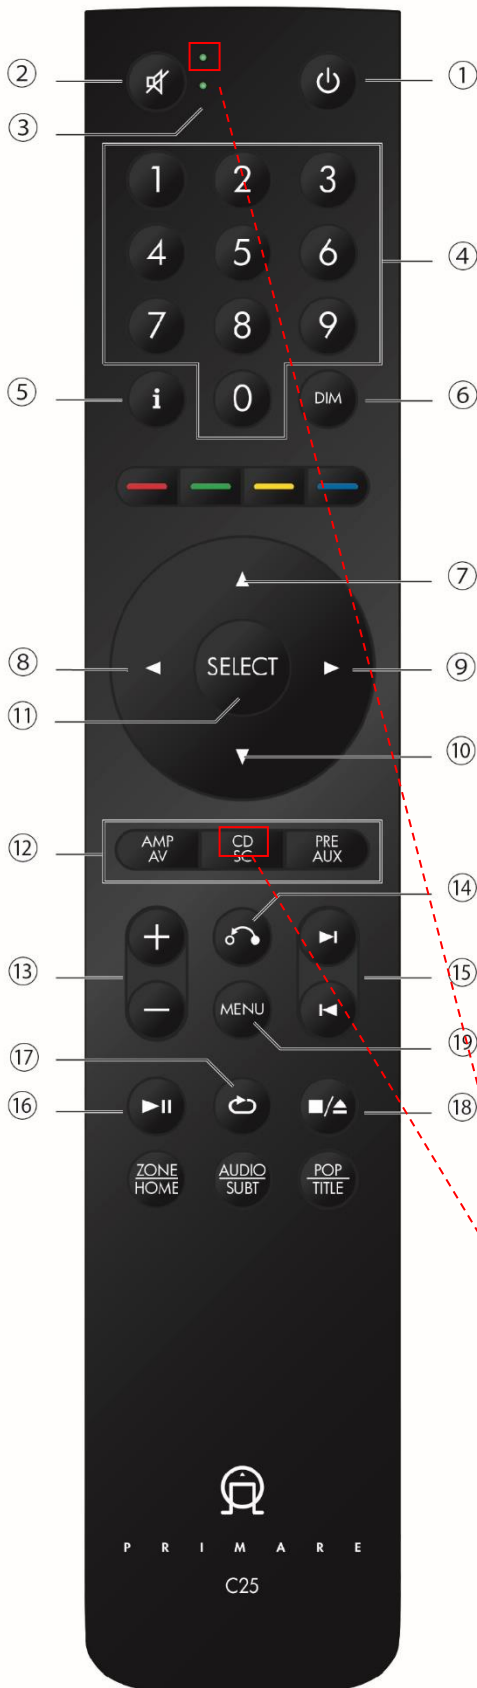 ② ①
③
1 2 3
④
4 5 6
7 8 9
⑤ i 0 DIM ⑥
⑦
⑧ SELECT ⑨
⑪
⑩
⑫ AMP CD PRE
AV SC AUX
⑭
⑬ + ⑮
− MENU
⑰ ⑲
⑯ ⑱
ZONE AUDIO POP
HOME SUBT TITLE
PRIMARE
C25